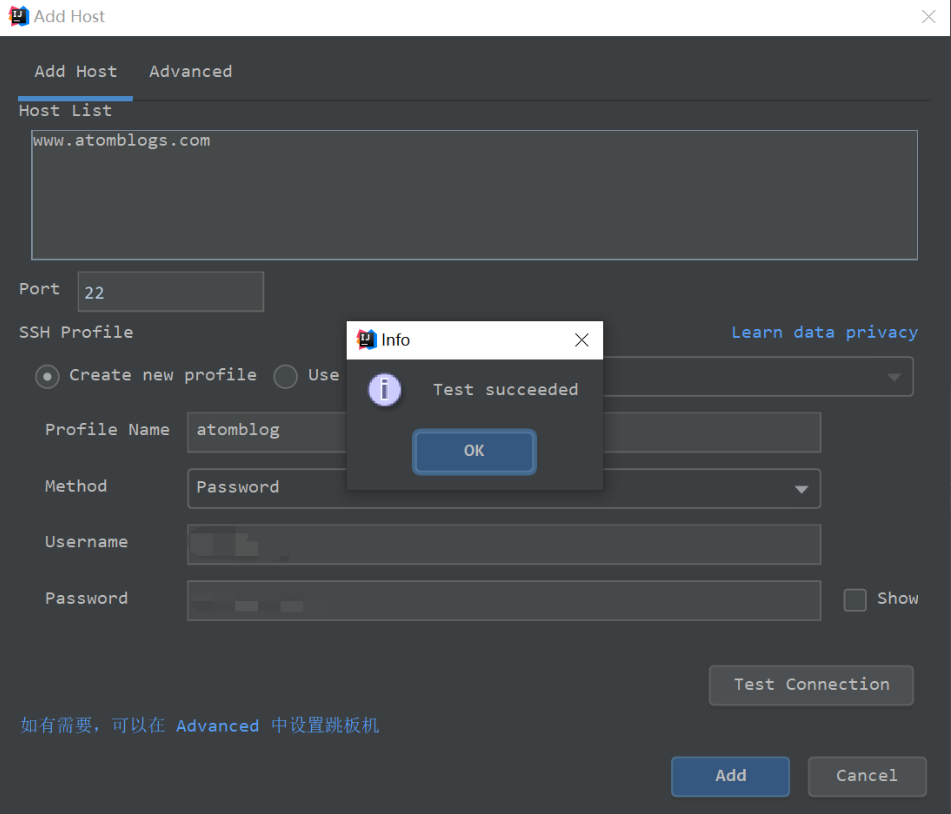 Add Host
Add Host Advanced
Host List
www.atomblogs.com
Port 22
SSH Profile
Learn data privacy
Create new profile Use
Info
Test succeeded
OK
Profile Name atomblog
Method Password
Username
Password
Show
Test Connection
如有需要，可以在 Advanced 中设置跳板机
Add Cancel